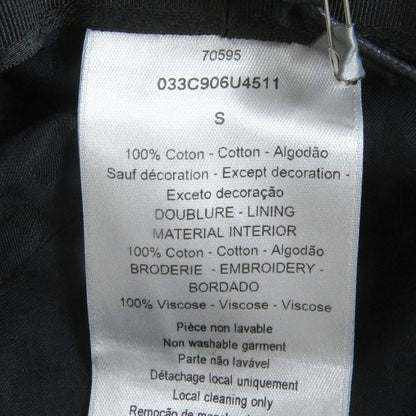 70595
033C906U4511
S
100% Coton - Cotton - Algodão
Sauf décoration - Except decoration -
Exceto decoração
DOUBLURE - LINING
MATERIAL INTERIOR
100% Coton - Cotton - Algodão
BRODERIE - EMBROIDERY -
BORDADO
100% Viscose - Viscose - Viscose
Pièce non lavable
Non washable garment
Parte não lavável
Détachage local uniquement
Local cleaning only
Remoção de